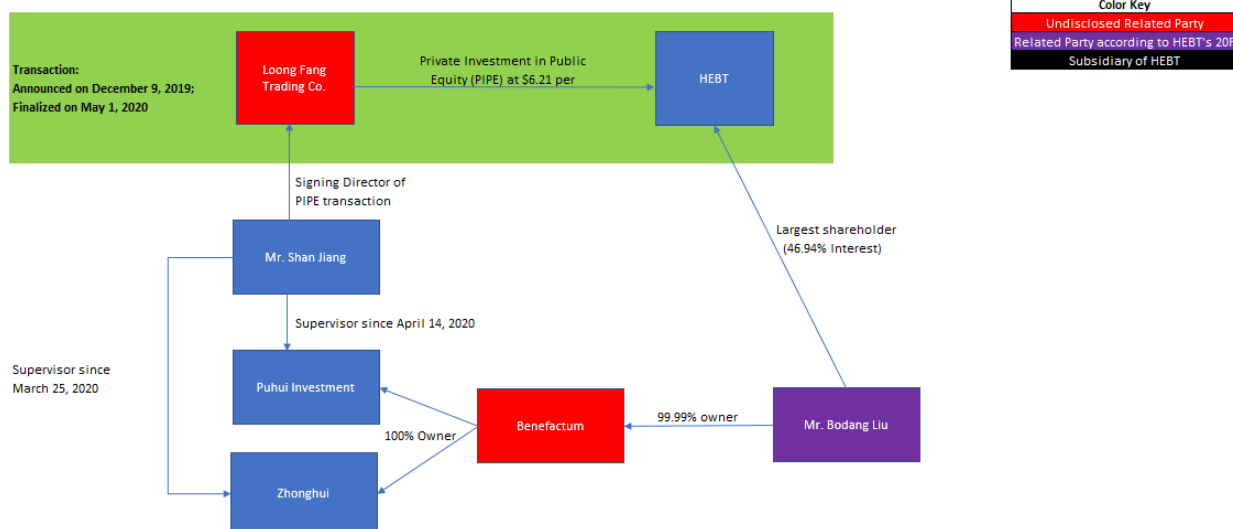 Color Key
Undisclosed Related Party
Related Party according to HEBT's 20F
Subsidiary of HEBT
Transaction:
Announced on December 9, 2019;
Finalized on May 1, 2020
Loong Fang
Trading Co.
Private Investment in Public
Equity (PIPE) at $6.21 per
HEBT
Signing Director of
PIPE transaction
Mr. Shan Jiang
Largest shareholder
(46.94% Interest)
Supervisor since April 14, 2020
Supervisor since
March 25, 2020
Puhui Investment
100% Owner
Benefactum
99.99% owner
Mr. Bodang Liu
Zhonghui